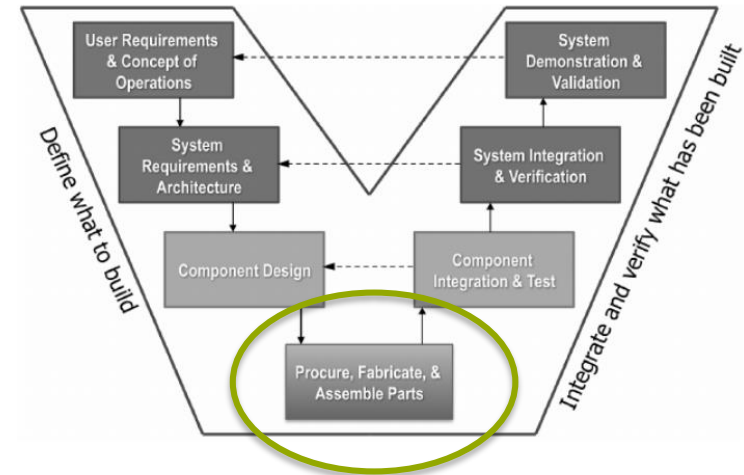 User Requirements
& Concept of
Operations
System
Demonstration &
Validation
System
Requirements &
Architecture
System Integration
& Verification
Component Design
Component
Integration & Test
Procure, Fabricate, &
Assemble Parts
Define what to build
Integrate and verify what has been built